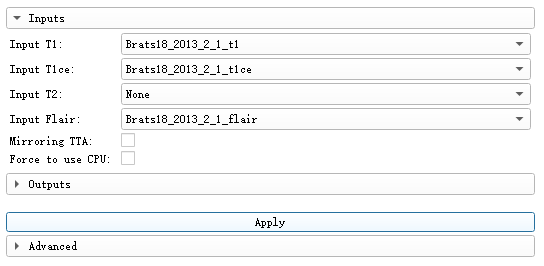 Inputs
Input T1: Brats18_2013_2_1_t1
Input T1ce: Brats18_2013_2_1_t1ce
Input T2: None
Input Flair: Brats18_2013_2_1_flair
Mirroring TTA:
Force to use CPU:
Outputs
Apply
Advanced